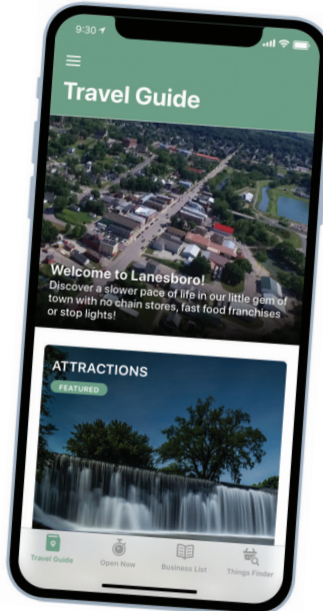 9:30
Travel Guide
Welcome to Lanesboro!
Discover a slower pace of life in our little gem of
town with no chain stores, fast food franchises
or stop lights!
ATTRACTIONS
FEATURED
Travel Guide
Open Now
Business List
Things Finder